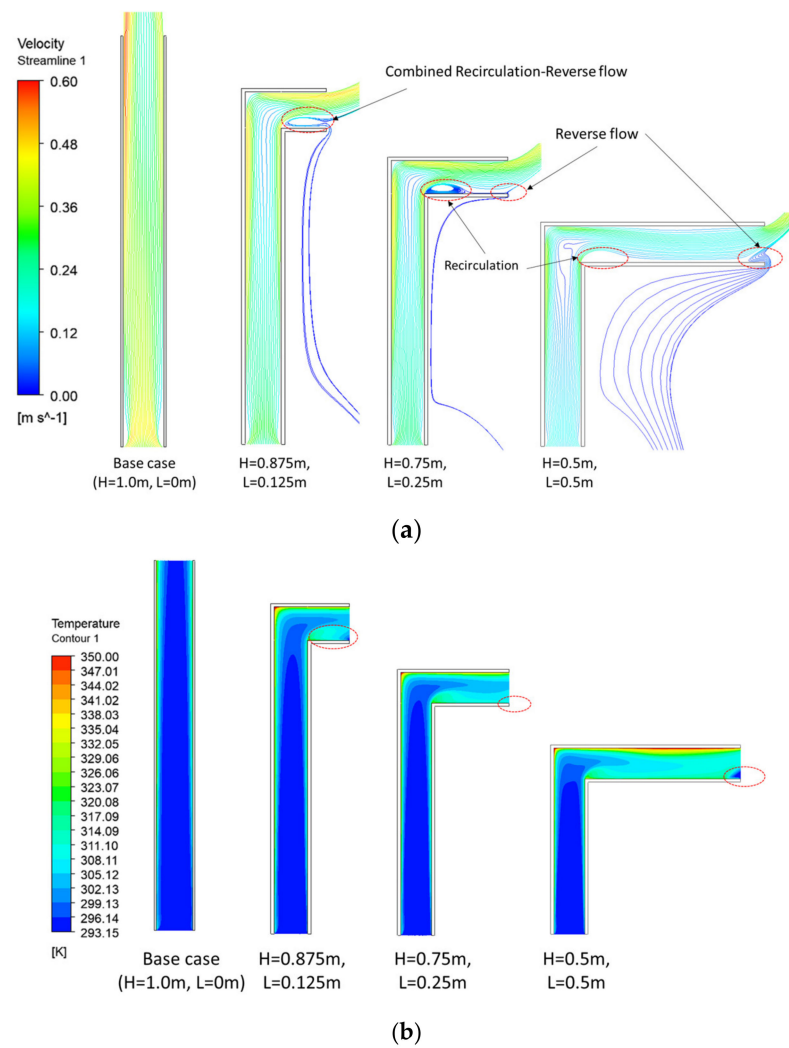 Velocity
Streamline 1
0.60
0.48
0.36
0.24
0.12
0.00
[m s^-1]
Combined Recirculation-Reverse flow
Reverse flow
Recirculation
Base case
(H=1.0m, L=0m)
H=0.875m,
L=0.125m
H=0.75m,
L=0.25m
H=0.5m,
L=0.5m
(a)
Temperature
Contour 1
350.00
347.01
344.02
341.02
338.03
335.04
332.05
329.06
326.06
323.07
320.08
317.09
314.09
311.10
308.11
305.12
302.13
299.13
296.14
293.15
[K]
Base case
(H=1.0m, L=0m)
H=0.875m,
L=0.125m
H=0.75m,
L=0.25m
H=0.5m,
L=0.5m
(b)